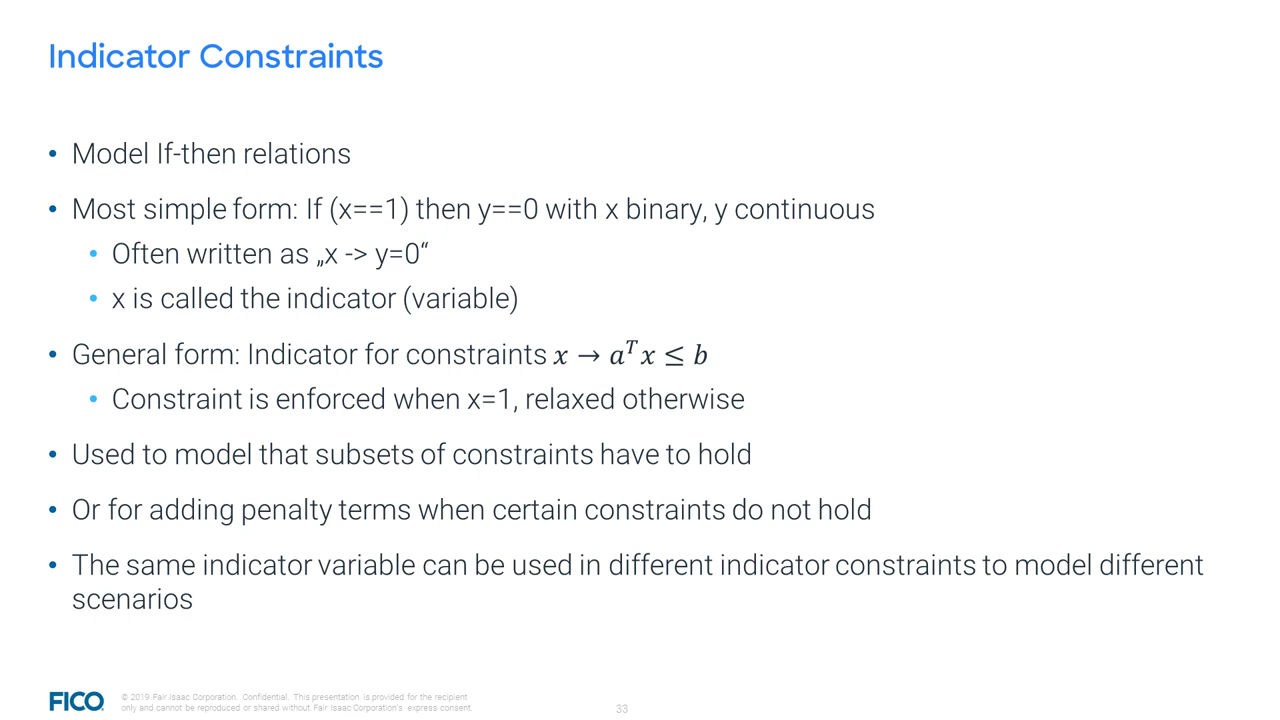 Indicator Constraints
• Model If-then relations
• Most simple form: If (x==1) then y==0 with x binary, y continuous
• Often written as „x -> y=0“
• x is called the indicator (variable)
• General form: Indicator for constraints x → aᵀx ≤ b
• Constraint is enforced when x=1, relaxed otherwise
• Used to model that subsets of constraints have to hold
• Or for adding penalty terms when certain constraints do not hold
• The same indicator variable can be used in different indicator constraints to model different
scenarios
FICO
© 2019 Fair Isaac Corporation. Confidential. This presentation is provided for the recipient
only and cannot be reproduced or shared without Fair Isaac Corporation's express consent.
33